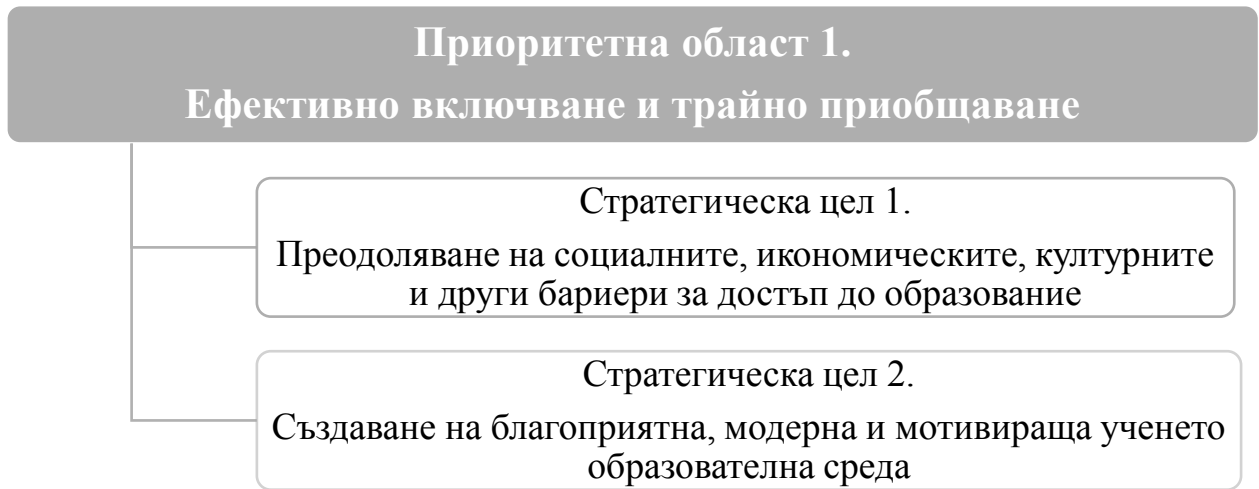 Приоритетна област 1.
Ефективно включване и трайно приобщаване
Стратегическа цел 1.
Преодоляване на социалните, икономическите, културните
и други бариери за достъп до образование
Стратегическа цел 2.
Създаване на благоприятна, модерна и мотивираща ученето
образователна среда